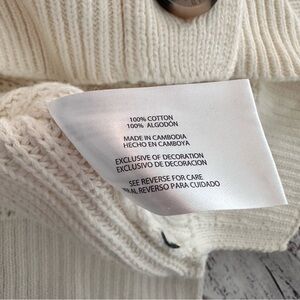 100% COTTON
100% ALGODÓN
MADE IN CAMBODIA
HECHO EN CAMBOYA
EXCLUSIVE OF DECORATION
EXCLUSIVO DE DECORACION
SEE REVERSE FOR CARE
AL REVERSO PARA CUIDADO